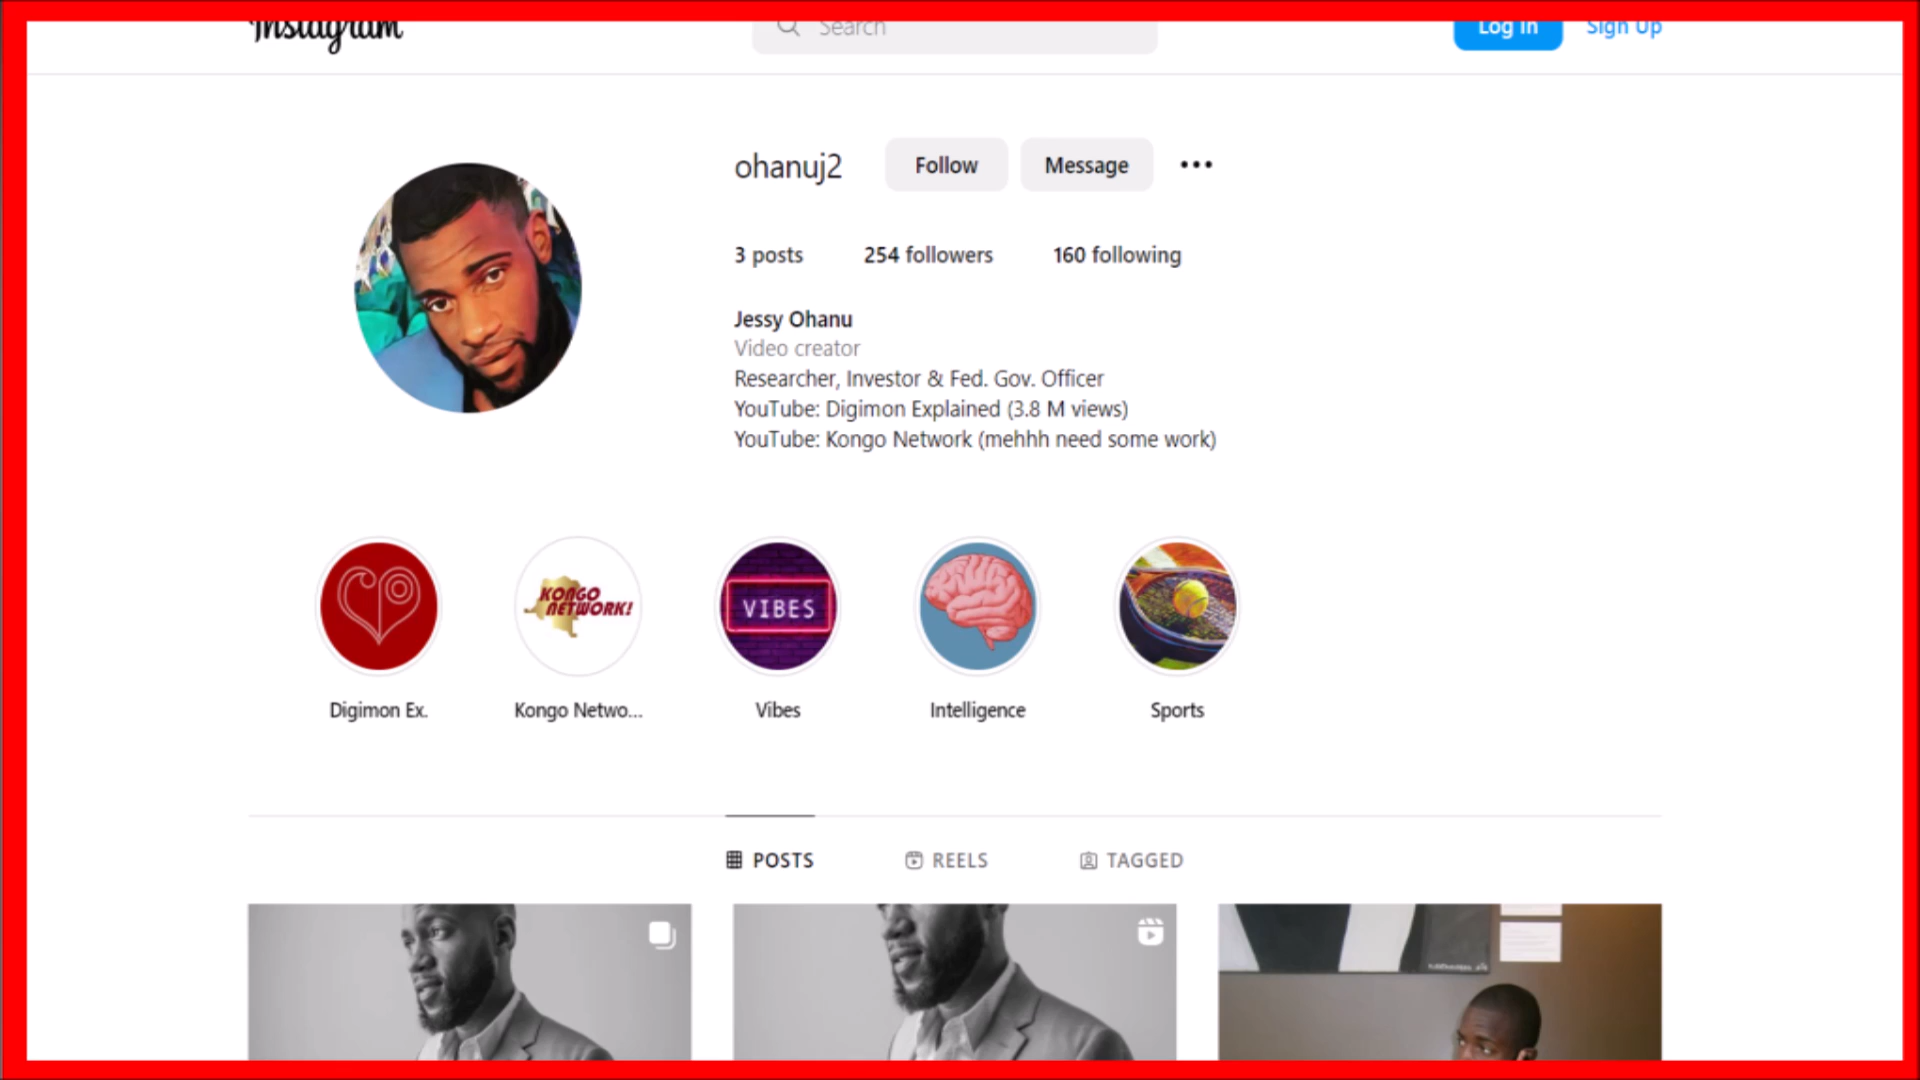 Instagram
Search
Log In
Sign Up
ohanuj2
Follow
Message
3 posts
254 followers
160 following
Jessy Ohanu
Video creator
Researcher, Investor & Fed. Gov. Officer
YouTube: Digimon Explained (3.8 M views)
YouTube: Kongo Network (mehhh need some work)
KONGO
NETWORK!
VIBES
Digimon Ex.
Kongo Netwo...
Vibes
Intelligence
Sports
POSTS
REELS
TAGGED